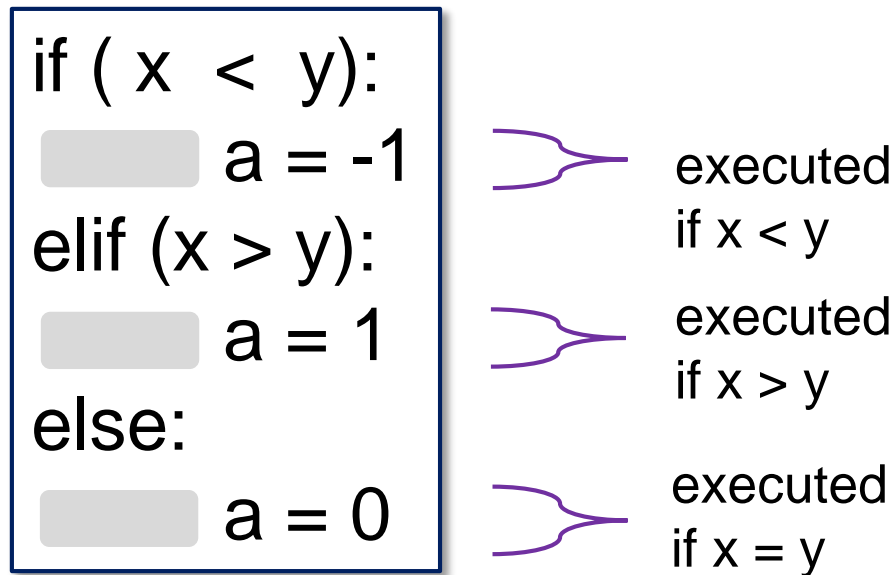 if ( x < y):
a = -1
elif (x > y):
a = 1
else:
a = 0
executed
if x < y
executed
if x > y
executed
if x = y